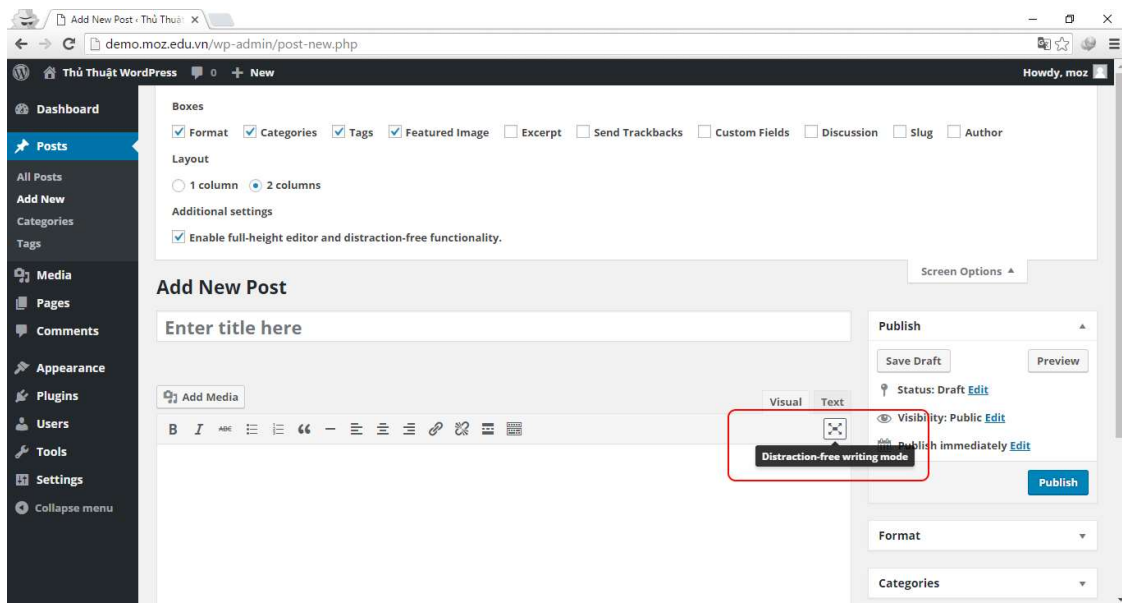 Add New Post ‹ Thủ Thuậ
demo.moz.edu.vn/wp-admin/post-new.php
Thủ Thuật WordPress 0 + New Howdy, moz
Dashboard
Posts
All Posts
Add New
Categories
Tags
Media
Pages
Comments
Appearance
Plugins
Users
Tools
Settings
Collapse menu
Boxes
Format Categories Tags Featured Image Excerpt Send Trackbacks Custom Fields Discussion Slug Author
Layout
1 column 2 columns
Additional settings
Enable full-height editor and distraction-free functionality.
Screen Options
Add New Post
Enter title here
Add Media
Visual Text
B I ABC
Distraction-free writing mode
Publish
Save Draft Preview
Status: Draft Edit
Visibility: Public Edit
Publish immediately Edit
Publish
Format
Categories